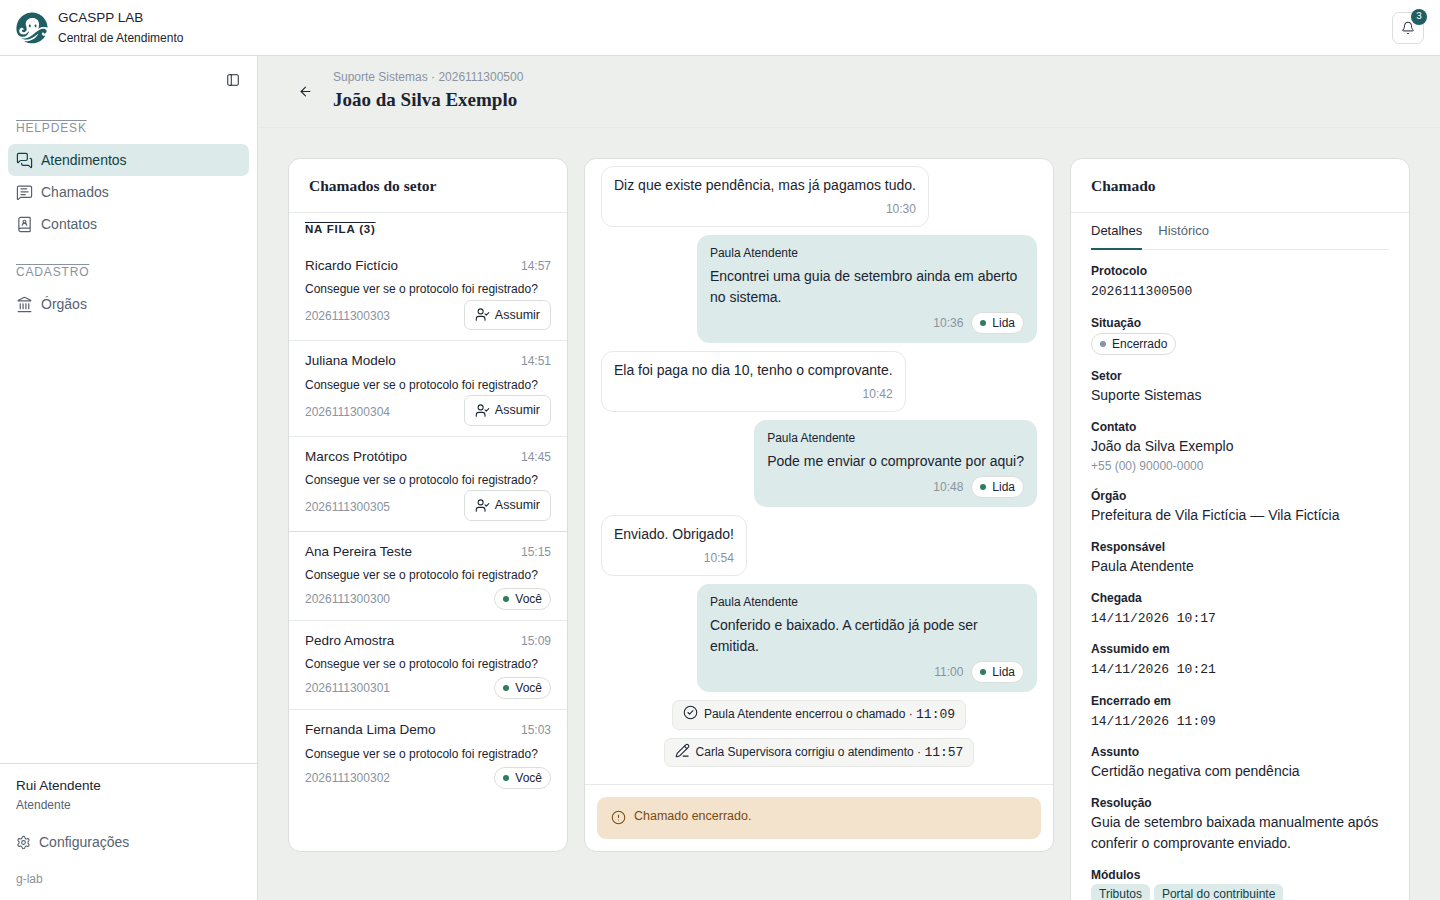 GCASPP LAB
Central de Atendimento
3
HELPDESK
Atendimentos
Chamados
Contatos
CADASTRO
Órgãos
Rui Atendente
Atendente
Configurações
g-lab
Suporte Sistemas · 2026111300500
João da Silva Exemplo
Chamados do setor
NA FILA (3)
Ricardo Fictício 14:57
Consegue ver se o protocolo foi registrado?
2026111300303 Assumir
Juliana Modelo 14:51
Consegue ver se o protocolo foi registrado?
2026111300304 Assumir
Marcos Protótipo 14:45
Consegue ver se o protocolo foi registrado?
2026111300305 Assumir
Ana Pereira Teste 15:15
Consegue ver se o protocolo foi registrado?
2026111300300 Você
Pedro Amostra 15:09
Consegue ver se o protocolo foi registrado?
2026111300301 Você
Fernanda Lima Demo 15:03
Consegue ver se o protocolo foi registrado?
2026111300302 Você
Diz que existe pendência, mas já pagamos tudo.
10:30
Paula Atendente
Encontrei uma guia de setembro ainda em aberto
no sistema.
10:36 Lida
Ela foi paga no dia 10, tenho o comprovante.
10:42
Paula Atendente
Pode me enviar o comprovante por aqui?
10:48 Lida
Enviado. Obrigado!
10:54
Paula Atendente
Conferido e baixado. A certidão já pode ser
emitida.
11:00 Lida
Paula Atendente encerrou o chamado · 11:09
Carla Supervisora corrigiu o atendimento · 11:57
Chamado encerrado.
Chamado
Detalhes Histórico
Protocolo
2026111300500
Situação
Encerrado
Setor
Suporte Sistemas
Contato
João da Silva Exemplo
+55 (00) 90000-0000
Órgão
Prefeitura de Vila Fictícia — Vila Fictícia
Responsável
Paula Atendente
Chegada
14/11/2026 10:17
Assumido em
14/11/2026 10:21
Encerrado em
14/11/2026 11:09
Assunto
Certidão negativa com pendência
Resolução
Guia de setembro baixada manualmente após
conferir o comprovante enviado.
Módulos
Tributos Portal do contribuinte